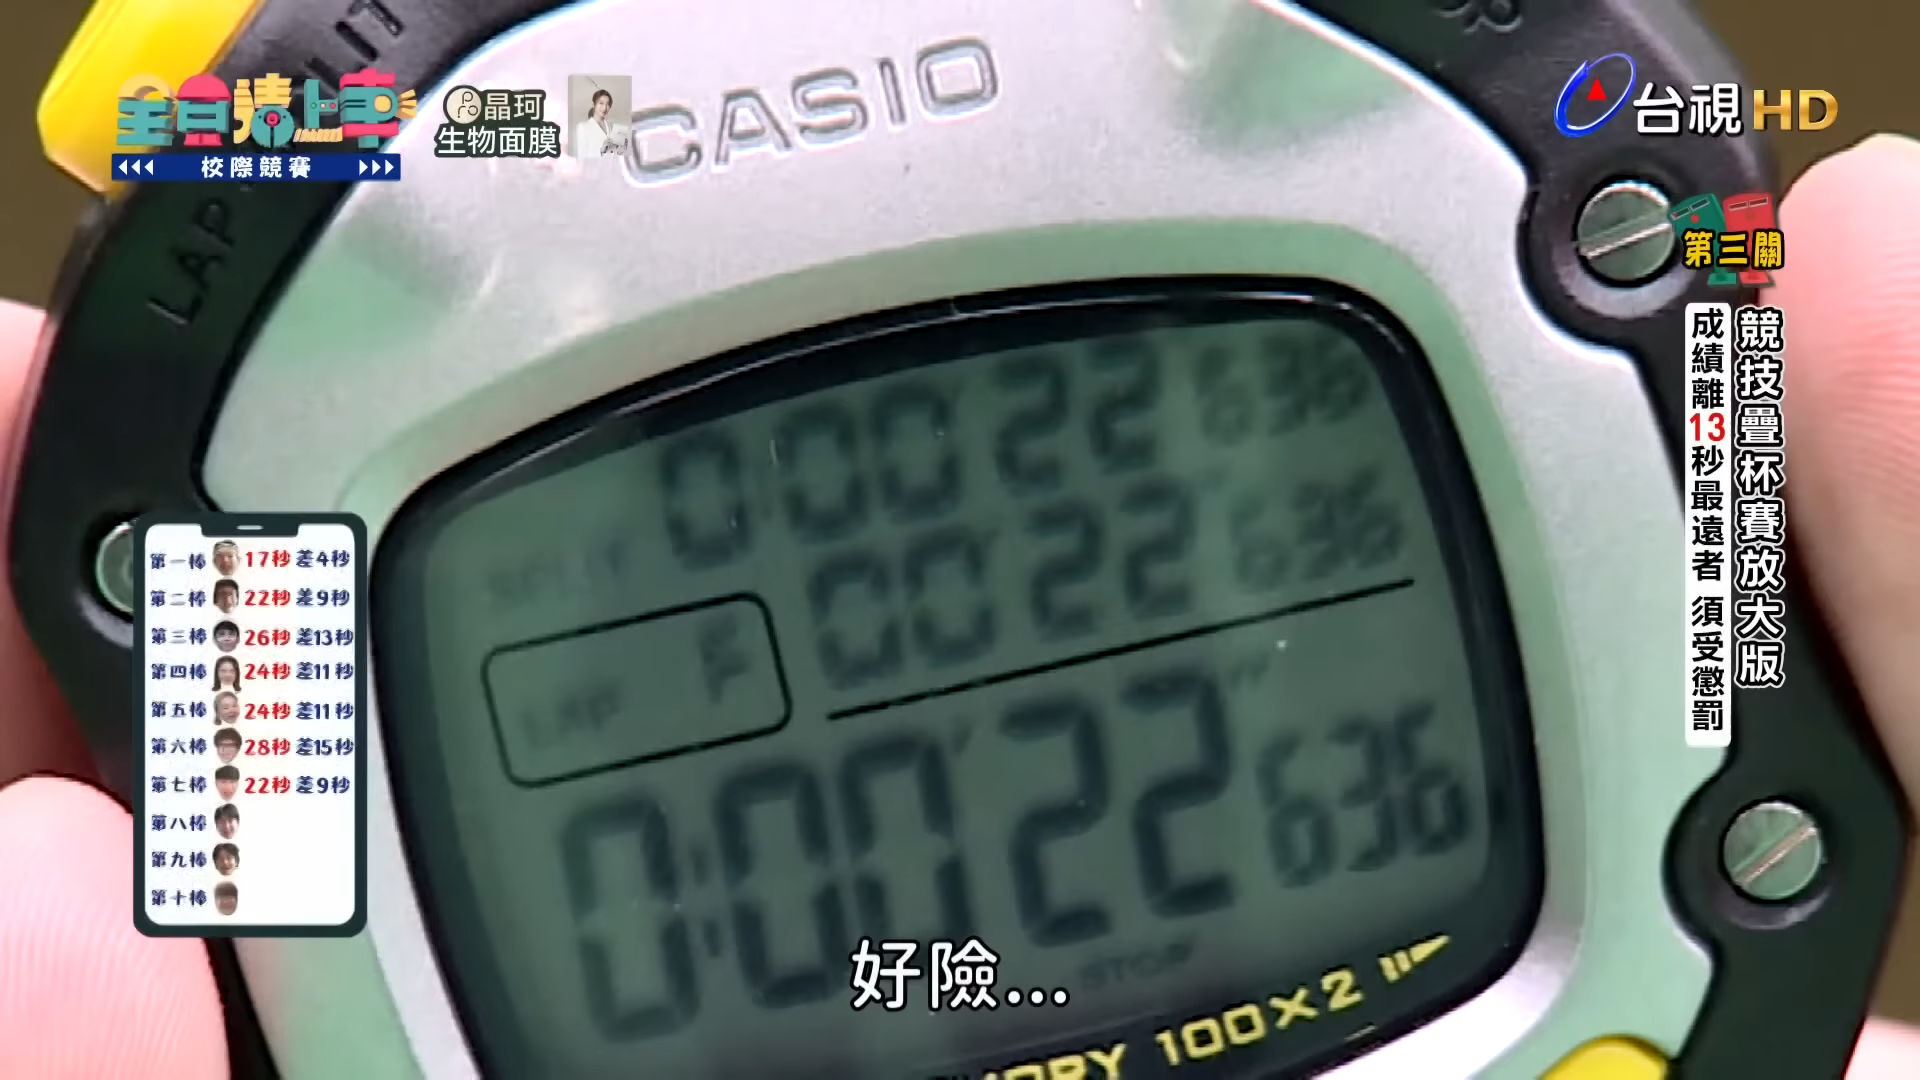 全員請上車
校際競賽
晶珂
生物面膜
台視HD
CASIO
LAP
第三關
競技疊杯賽放大版
成績離13秒最遠者 須受懲罰
0:00'22 636
00'22 636
LAP F
0:00'22"636
STOP
100×2
第一棒 17秒 差4秒
第二棒 22秒 差9秒
第三棒 26秒 差13秒
第四棒 24秒 差11秒
第五棒 24秒 差11秒
第六棒 28秒 差15秒
第七棒 22秒 差9秒
第八棒
第九棒
第十棒
好險...